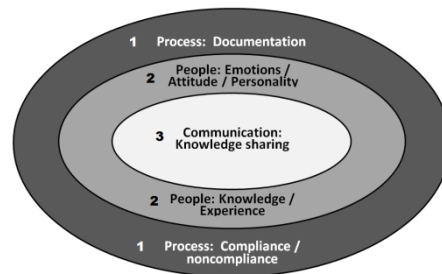 1 Process: Documentation
2 People: Emotions /
Attitude / Personality
3 Communication:
Knowledge sharing
2 People: Knowledge /
Experience
1 Process: Compliance /
noncompliance